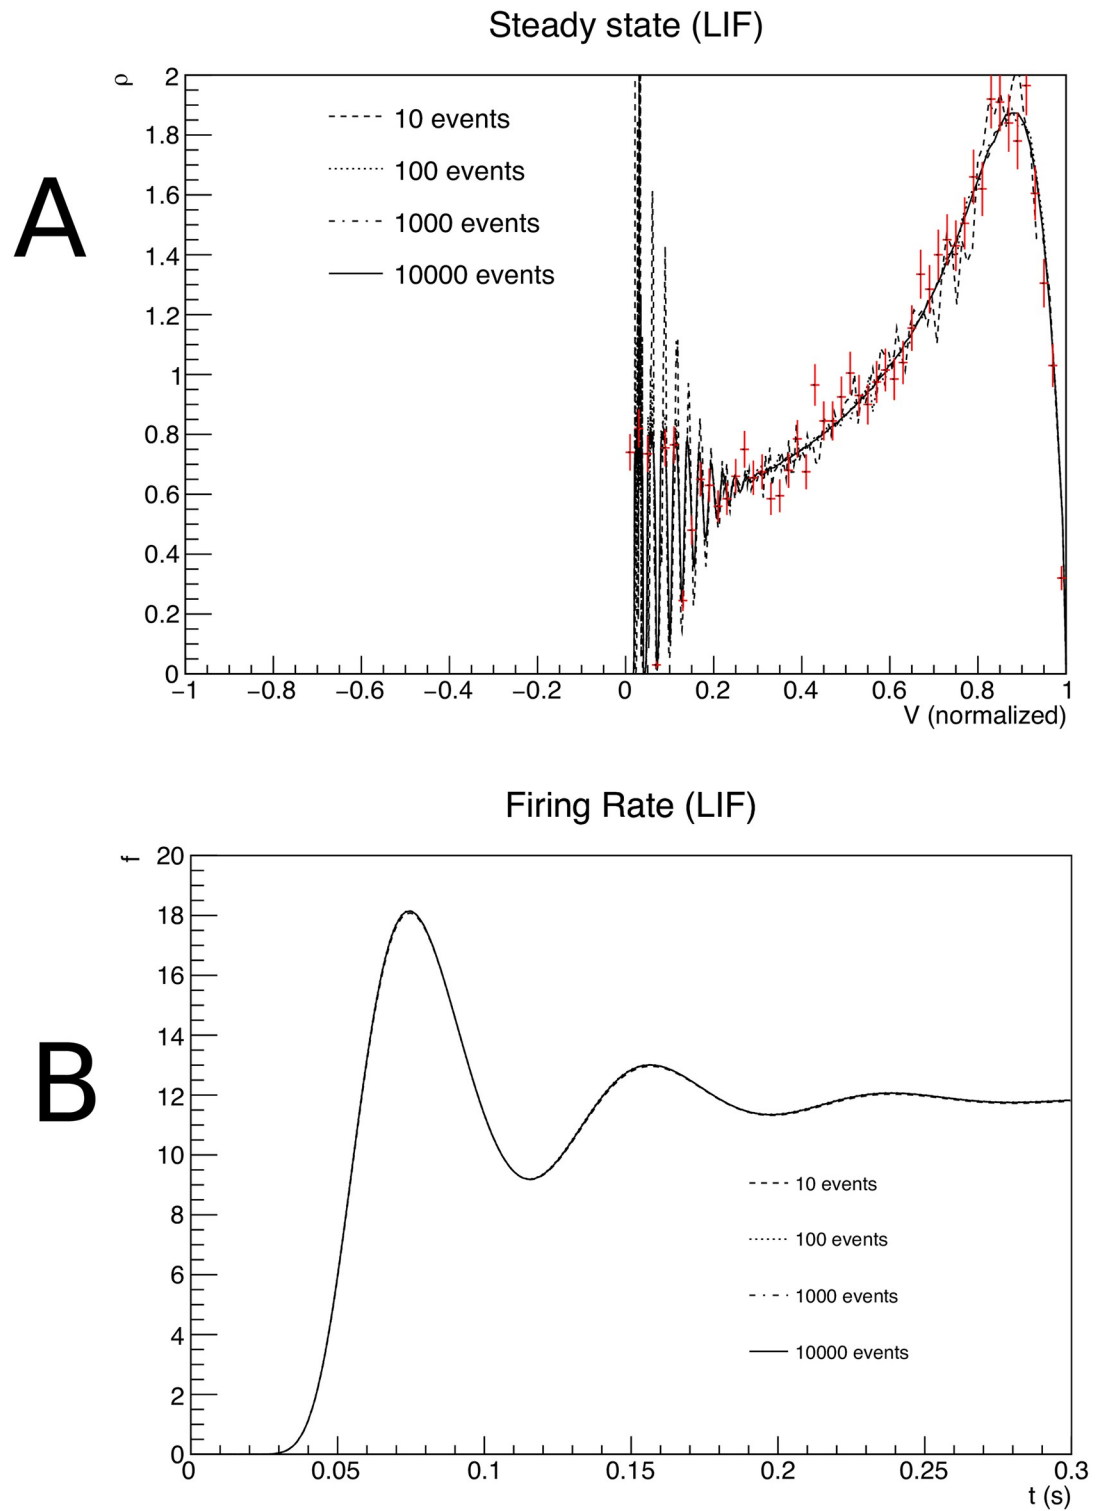 Steady state (LIF)
A
ρ
2
1.8
1.6
1.4
1.2
1
0.8
0.6
0.4
0.2
0
10 events
100 events
1000 events
10000 events
−1 −0.8 −0.6 −0.4 −0.2 0 0.2 0.4 0.6 0.8 1
V (normalized)
Firing Rate (LIF)
B
f
20
18
16
14
12
10
8
6
4
2
0
10 events
100 events
1000 events
10000 events
0 0.05 0.1 0.15 0.2 0.25 0.3
t (s)